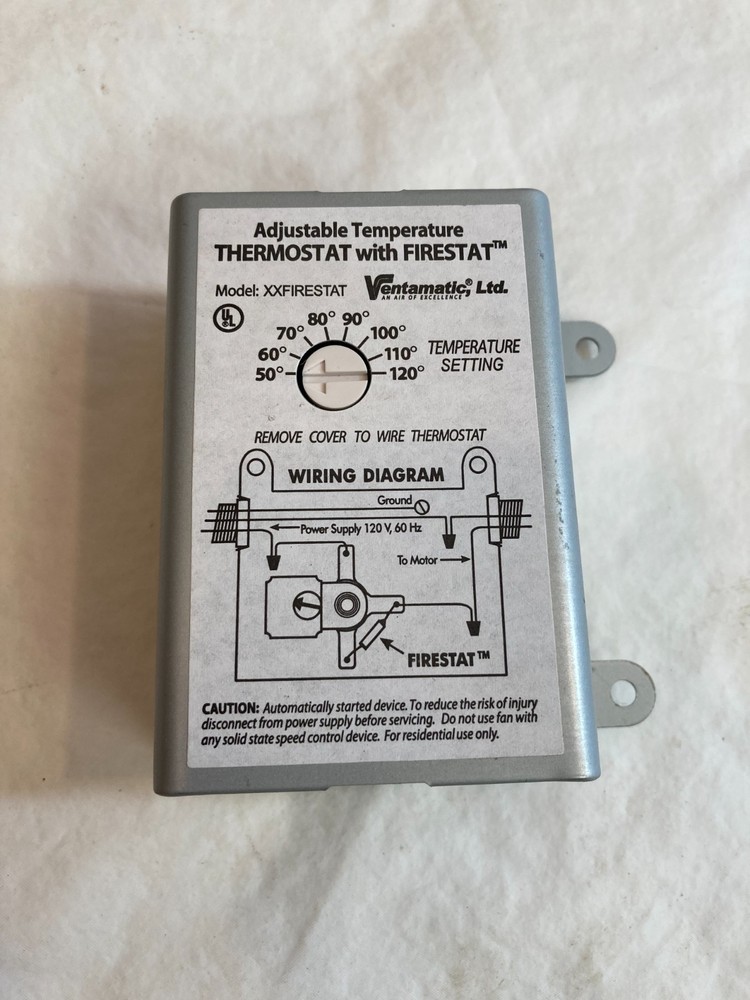 Adjustable Temperature
THERMOSTAT with FIRESTAT™
Model: XXFIRESTAT Ventamatic,® Ltd.
AN AIR OF EXCELLENCE
UL
®
80° 90°
70° 100°
60° 110° TEMPERATURE
50° 120° SETTING
REMOVE COVER TO WIRE THERMOSTAT
WIRING DIAGRAM
Ground
Power Supply 120 V, 60 Hz
To Motor
FIRESTAT™
CAUTION: Automatically started device. To reduce the risk of injury
disconnect from power supply before servicing. Do not use fan with
any solid state speed control device. For residential use only.